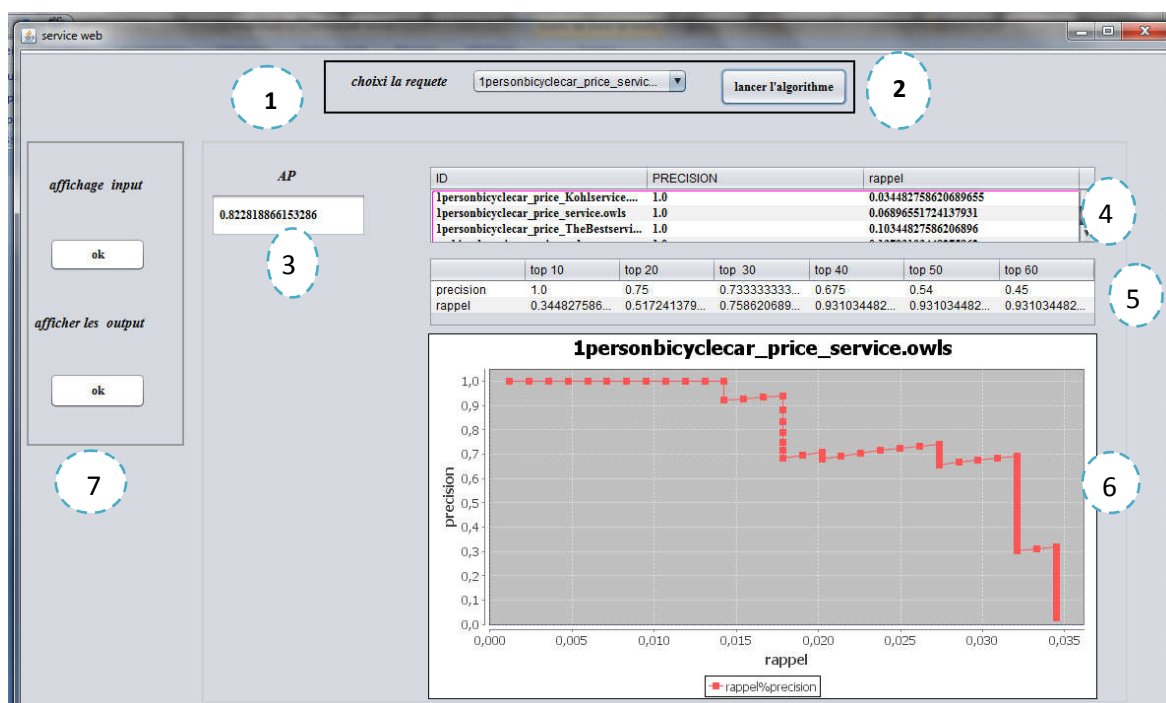 service web
choixi la requete 1personbicyclecar_price_servic... lancer l'algorithme
1
2
affichage input
ok
afficher les output
ok
7
AP
0.822818866153286
3
ID PRECISION rappel
1personbicyclecar_price_Kohlservice.... 1.0 0.034482758620689655
1personbicyclecar_price_service.owls 1.0 0.06896551724137931
1personbicyclecar_price_TheBestservi... 1.0 0.10344827586206896
4
top 10 top 20 top 30 top 40 top 50 top 60
precision 1.0 0.75 0.733333333... 0.675 0.54 0.45
rappel 0.344827586... 0.517241379... 0.758620689... 0.931034482... 0.931034482... 0.931034482...
5
1personbicyclecar_price_service.owls
1,0
0,9
0,8
0,7
0,6
0,5
0,4
0,3
0,2
0,1
0,0
precision
0,000 0,005 0,010 0,015 0,020 0,025 0,030 0,035
rappel
rappel%precision
6